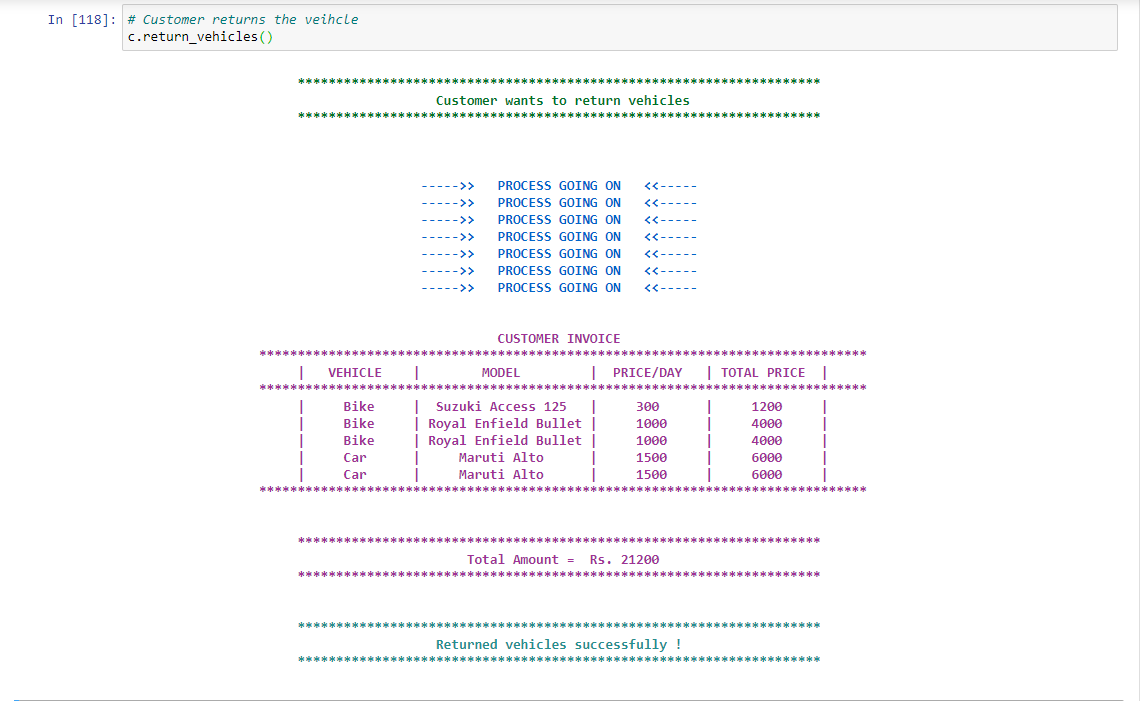 In [118]: # Customer returns the veihcle
c.return_vehicles()
********************************************************************
Customer wants to return vehicles
********************************************************************
----->> PROCESS GOING ON <<-----
----->> PROCESS GOING ON <<-----
----->> PROCESS GOING ON <<-----
----->> PROCESS GOING ON <<-----
----->> PROCESS GOING ON <<-----
----->> PROCESS GOING ON <<-----
----->> PROCESS GOING ON <<-----
CUSTOMER INVOICE
*******************************************************************************
| VEHICLE | MODEL | PRICE/DAY | TOTAL PRICE |
*******************************************************************************
| Bike | Suzuki Access 125 | 300 | 1200 |
| Bike | Royal Enfield Bullet | 1000 | 4000 |
| Bike | Royal Enfield Bullet | 1000 | 4000 |
| Car | Maruti Alto | 1500 | 6000 |
| Car | Maruti Alto | 1500 | 6000 |
*******************************************************************************
********************************************************************
Total Amount = Rs. 21200
********************************************************************
********************************************************************
Returned vehicles successfully !
********************************************************************